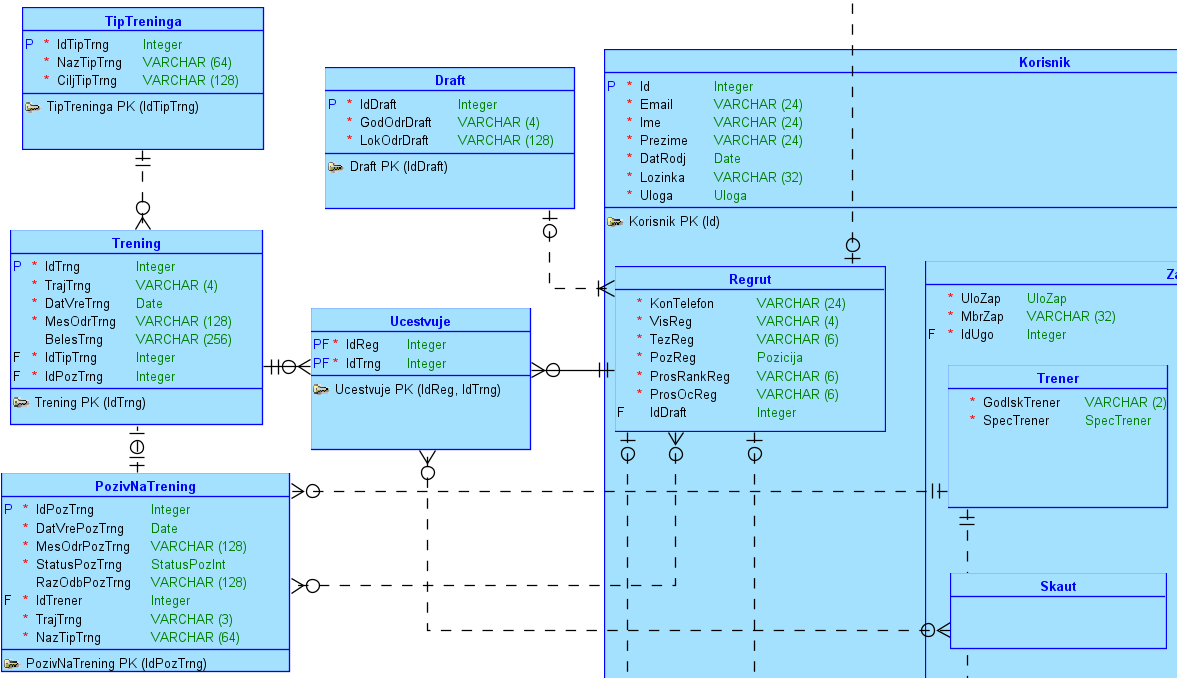 TipTreninga
P * IdTipTrng Integer
* NazTipTrng VARCHAR (64)
* CiljTipTrng VARCHAR (128)
TipTreninga PK (IdTipTrng)
Draft
P * IdDraft Integer
* GodOdrDraft VARCHAR (4)
* LokOdrDraft VARCHAR (128)
Draft PK (IdDraft)
Korisnik
P * Id Integer
* Email VARCHAR (24)
* Ime VARCHAR (24)
* Prezime VARCHAR (24)
* DatRodj Date
* Lozinka VARCHAR (32)
* Uloga Uloga
Korisnik PK (Id)
Trening
P * IdTrng Integer
* TrajTrng VARCHAR (4)
* DatVreTrng Date
* MesOdrTrng VARCHAR (128)
BelesTrng VARCHAR (256)
F * IdTipTrng Integer
F * IdPozTrng Integer
Trening PK (IdTrng)
Ucestvuje
PF * IdReg Integer
PF * IdTrng Integer
Ucestvuje PK (IdReg, IdTrng)
Regrut
* KonTelefon VARCHAR (24)
* VisReg VARCHAR (4)
* TezReg VARCHAR (6)
* PozReg Pozicija
* ProsRankReg VARCHAR (6)
* ProsOcReg VARCHAR (6)
F IdDraft Integer
Za
* UloZap UloZap
* MbrZap VARCHAR (32)
F * IdUgo Integer
Trener
* GodIskTrener VARCHAR (2)
* SpecTrener SpecTrener
PozivNaTrening
P * IdPozTrng Integer
* DatVrePozTrng Date
* MesOdrPozTrng VARCHAR (128)
* StatusPozTrng StatusPozInt
RazOdbPozTrng VARCHAR (128)
F * IdTrener Integer
* TrajTrng VARCHAR (3)
* NazTipTrng VARCHAR (64)
PozivNaTrening PK (IdPozTrng)
Skaut